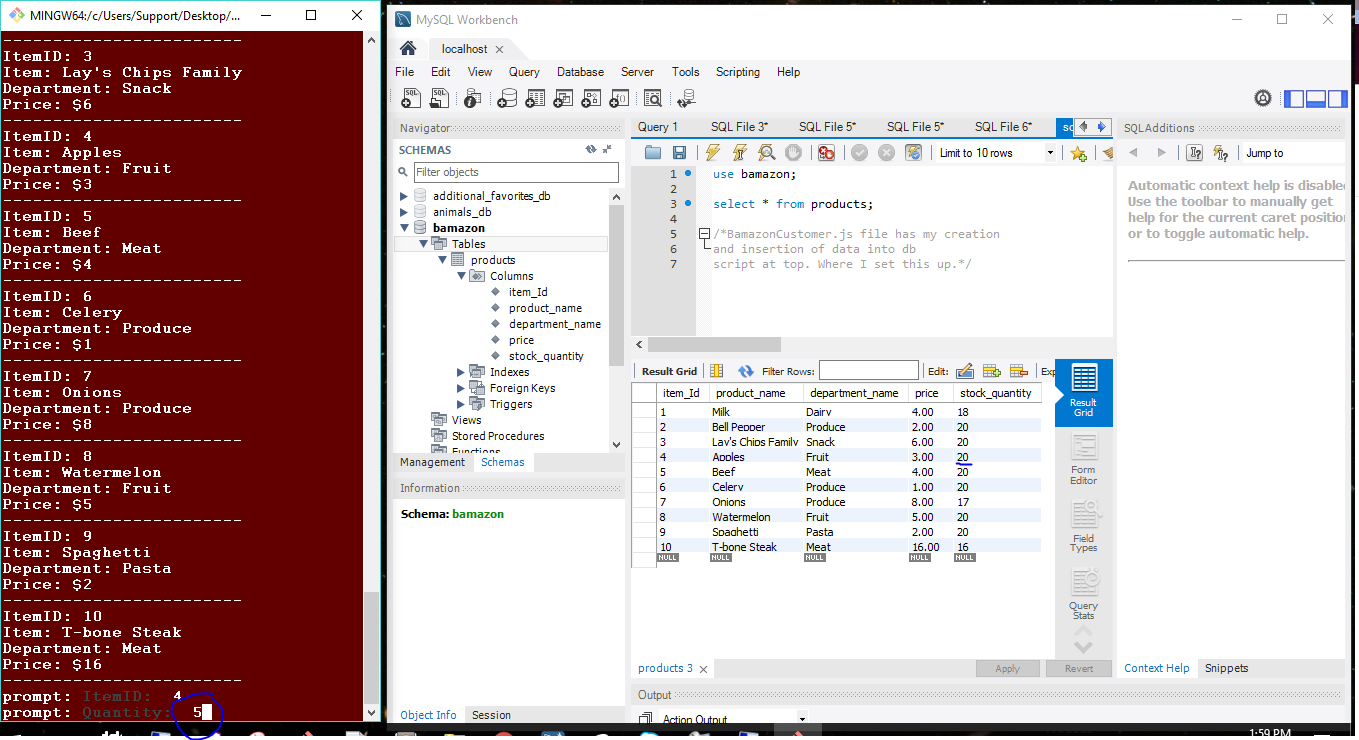 MINGW64:/c/Users/Support/Desktop/...
ItemID: 3
Item: Lay's Chips Family
Department: Snack
Price: $6
------------------------
ItemID: 4
Item: Apples
Department: Fruit
Price: $3
------------------------
ItemID: 5
Item: Beef
Department: Meat
Price: $4
------------------------
ItemID: 6
Item: Celery
Department: Produce
Price: $1
------------------------
ItemID: 7
Item: Onions
Department: Produce
Price: $8
------------------------
ItemID: 8
Item: Watermelon
Department: Fruit
Price: $5
------------------------
ItemID: 9
Item: Spaghetti
Department: Pasta
Price: $2
------------------------
ItemID: 10
Item: T-bone Steak
Department: Meat
Price: $16
------------------------
prompt: ItemID: 4
prompt: Quantity: 5
MySQL Workbench
localhost
File Edit View Query Database Server Tools Scripting Help
Navigator
SCHEMAS
Filter objects
additional_favorites_db
animals_db
bamazon
Tables
products
Columns
item_Id
product_name
department_name
price
stock_quantity
Indexes
Foreign Keys
Triggers
Views
Stored Procedures
Functions
Management Schemas
Information
Schema: bamazon
Object Info Session
Query 1 SQL File 3* SQL File 5* SQL File 5* SQL File 6*
Limit to 10 rows
1 use bamazon;
2
3 select * from products;
4
5 /*BamazonCustomer.js file has my creation
6 and insertion of data into db
7 script at top. Where I set this up.*/
Result Grid Filter Rows: Edit:
item_Id product_name department_name price stock_quantity
1 Milk Dairy 4.00 18
2 Bell Pepper Produce 2.00 20
3 Lay's Chips Family Snack 6.00 20
4 Apples Fruit 3.00 20
5 Beef Meat 4.00 20
6 Celery Produce 1.00 20
7 Onions Produce 8.00 17
8 Watermelon Fruit 5.00 20
9 Spaghetti Pasta 2.00 20
10 T-bone Steak Meat 16.00 16
NULL NULL NULL NULL NULL
Result
Grid
Form
Editor
Field
Types
Query
Stats
products 3 Apply Revert
Output
Action Output
SQLAdditions
Jump to
Automatic context help is disabled
Use the toolbar to manually get
help for the current caret position
or to toggle automatic help.
Context Help Snippets
1:59 PM